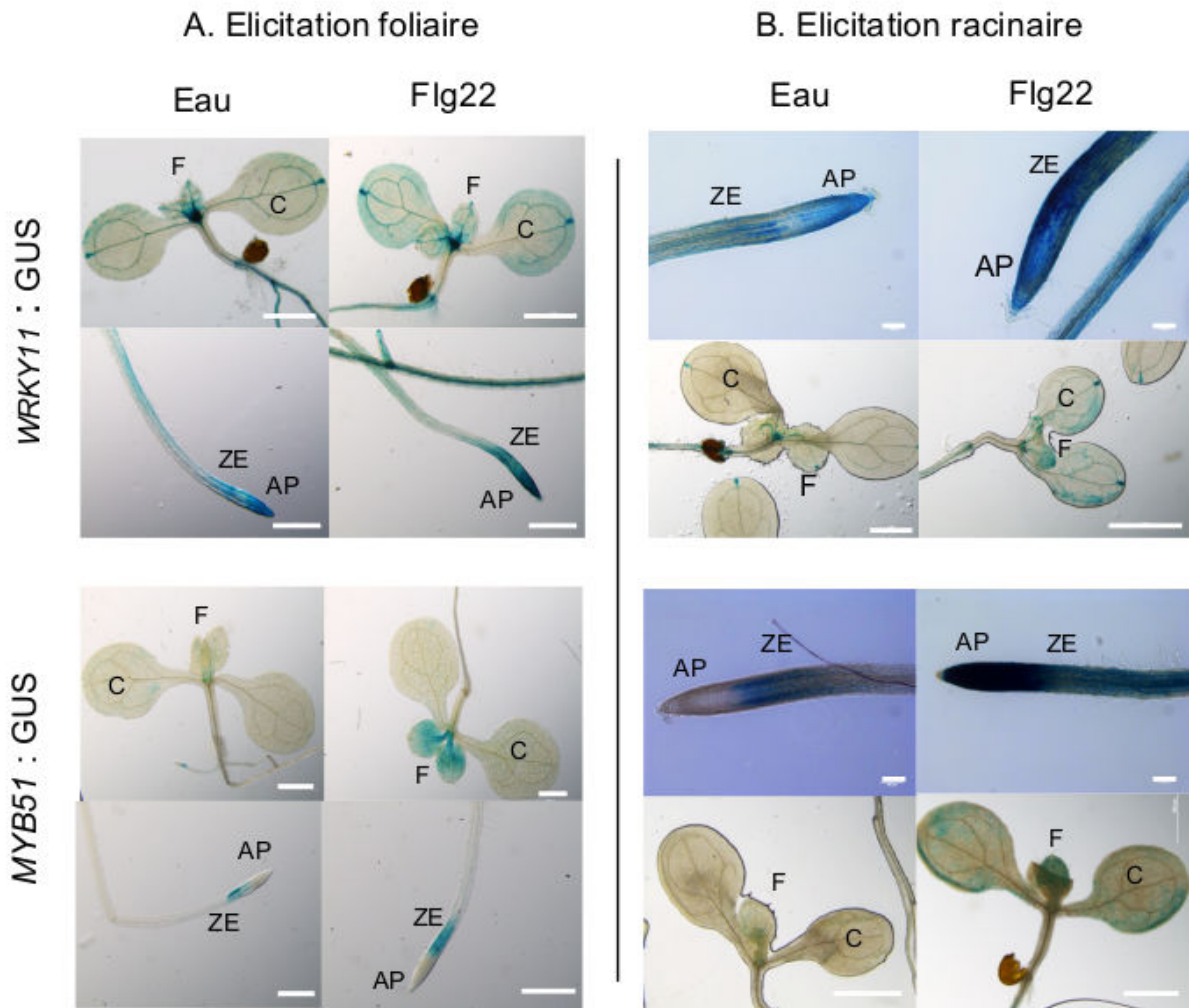 A. Elicitation foliaire
B. Elicitation racinaire
Eau
Flg22
Eau
Flg22
WRKY11 : GUS
F
C
F
C
ZE
AP
ZE
AP
ZE
AP
ZE
AP
C
F
C
F
MYB51 : GUS
F
C
F
C
AP
ZE
ZE
AP
AP
ZE
AP
ZE
F
C
F
C